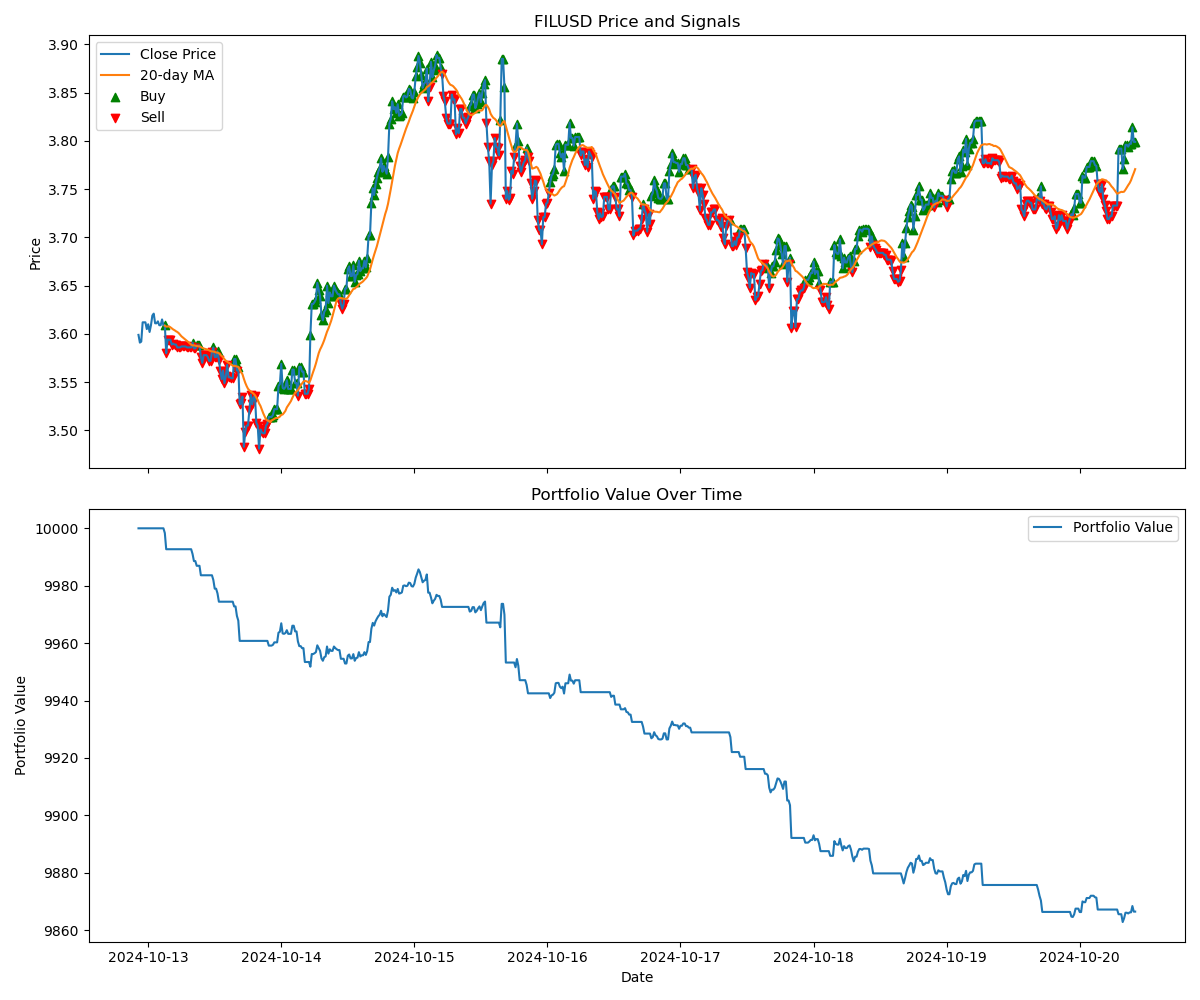 FILUSD Price and Signals
Close Price
20-day MA
Buy
Sell
Price
3.90
3.85
3.80
3.75
3.70
3.65
3.60
3.55
3.50
Portfolio Value Over Time
Portfolio Value
Portfolio Value
10000
9980
9960
9940
9920
9900
9880
9860
2024-10-13
2024-10-14
2024-10-15
2024-10-16
2024-10-17
2024-10-18
2024-10-19
2024-10-20
Date